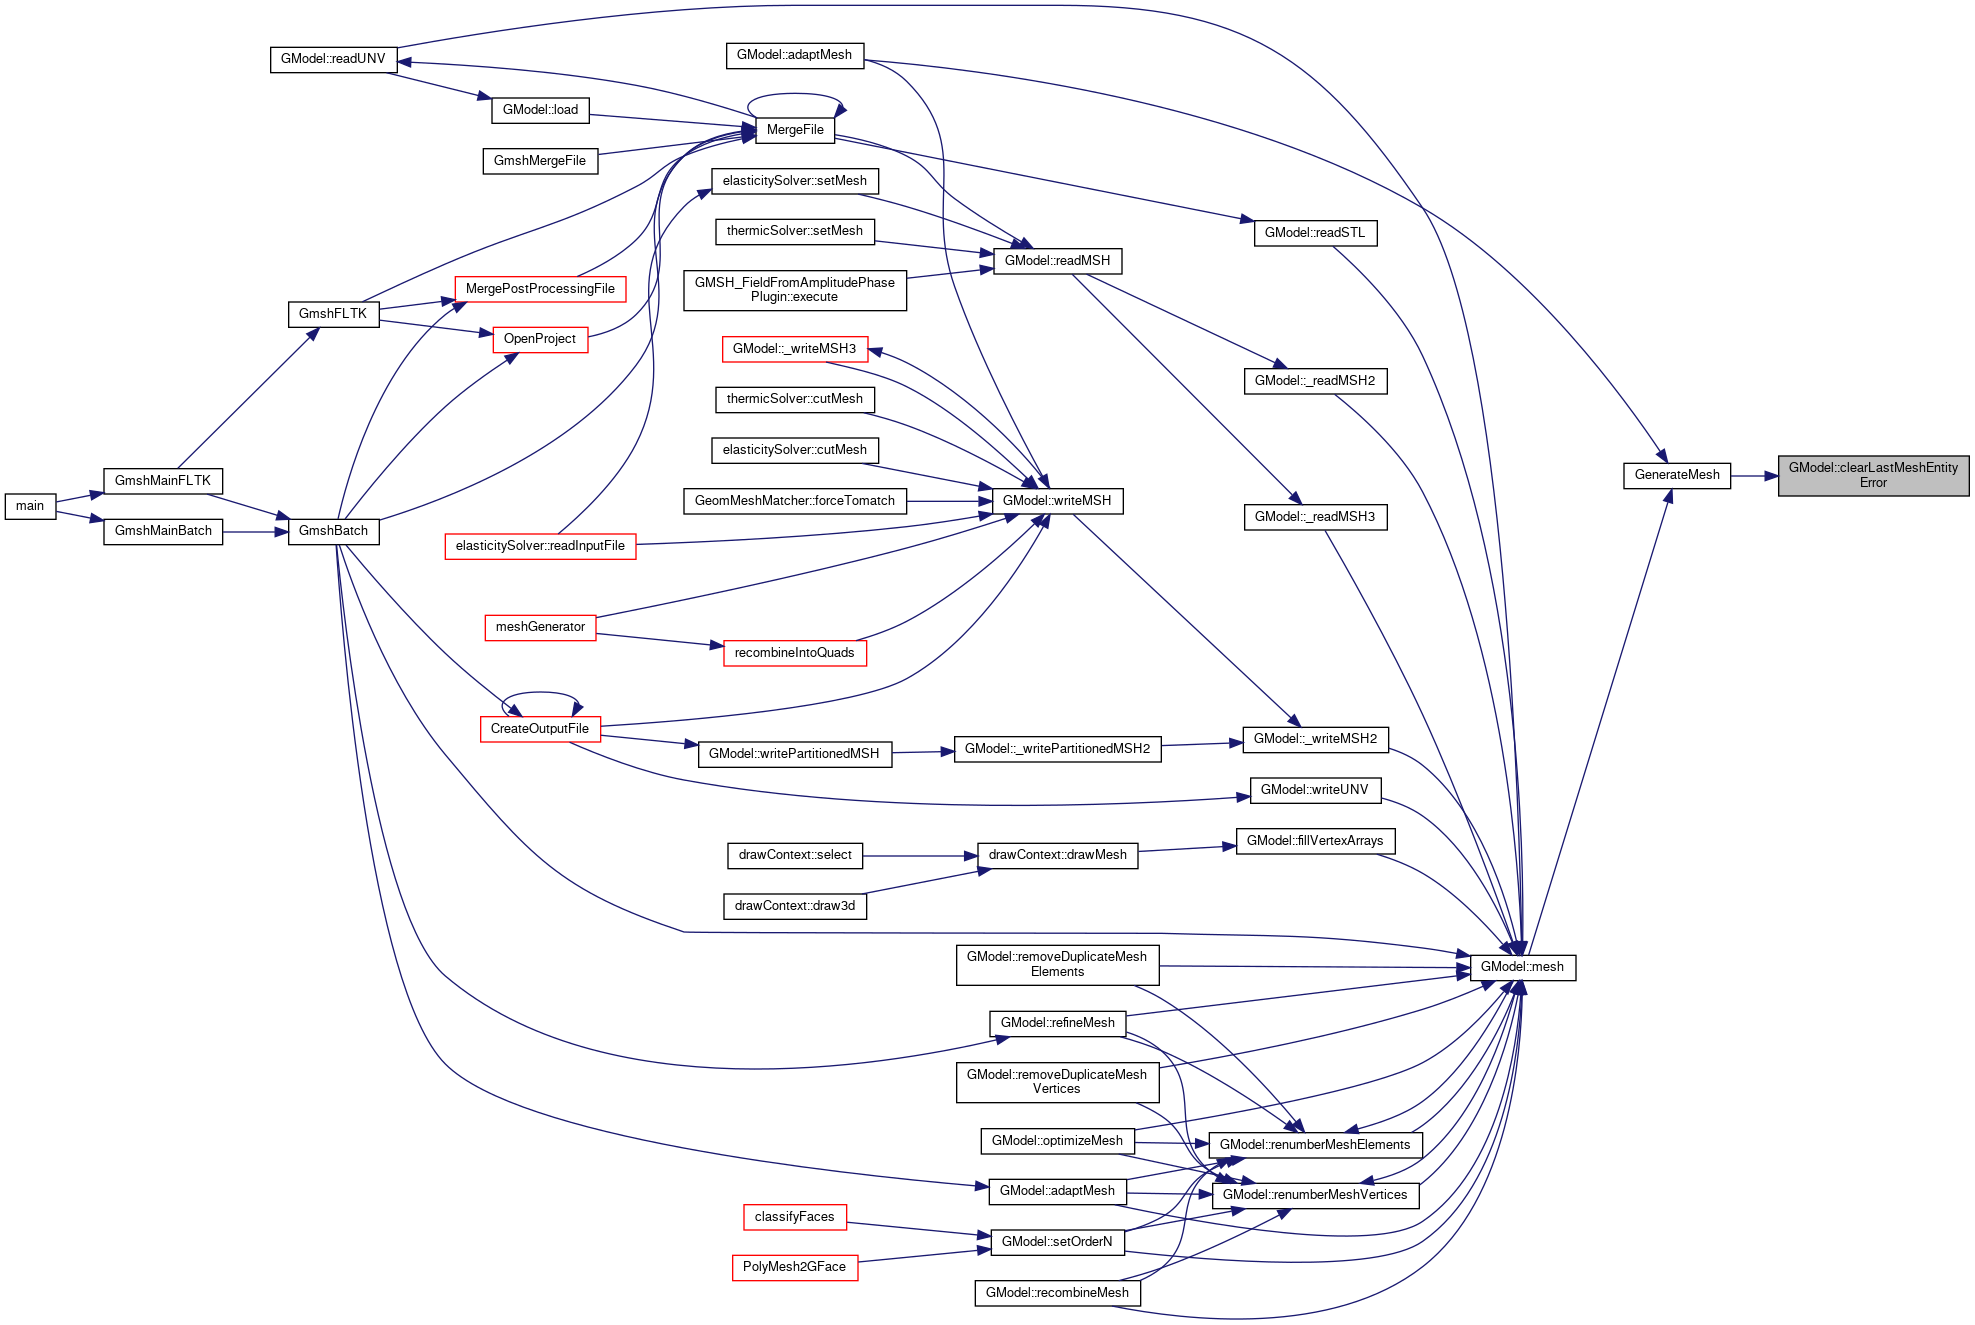 GModel::readUNV
GModel::adaptMesh
GModel::load
MergeFile
GmshMergeFile
elasticitySolver::setMesh
thermicSolver::setMesh
GModel::readSTL
GModel::readMSH
GMSH_FieldFromAmplitudePhase
Plugin::execute
MergePostProcessingFile
GmshFLTK
OpenProject
GModel::_writeMSH3
GModel::_readMSH2
thermicSolver::cutMesh
elasticitySolver::cutMesh
GenerateMesh
GModel::clearLastMeshEntity
Error
GmshMainFLTK
main
GeomMeshMatcher::forceTomatch
GModel::writeMSH
GModel::_readMSH3
GmshMainBatch
GmshBatch
elasticitySolver::readInputFile
meshGenerator
recombineIntoQuads
CreateOutputFile
GModel::writePartitionedMSH
GModel::_writePartitionedMSH2
GModel::_writeMSH2
GModel::writeUNV
GModel::fillVertexArrays
drawContext::select
drawContext::drawMesh
drawContext::draw3d
GModel::removeDuplicateMesh
Elements
GModel::mesh
GModel::refineMesh
GModel::removeDuplicateMesh
Vertices
GModel::optimizeMesh
GModel::renumberMeshElements
GModel::adaptMesh
GModel::renumberMeshVertices
classifyFaces
GModel::setOrderN
PolyMesh2GFace
GModel::recombineMesh